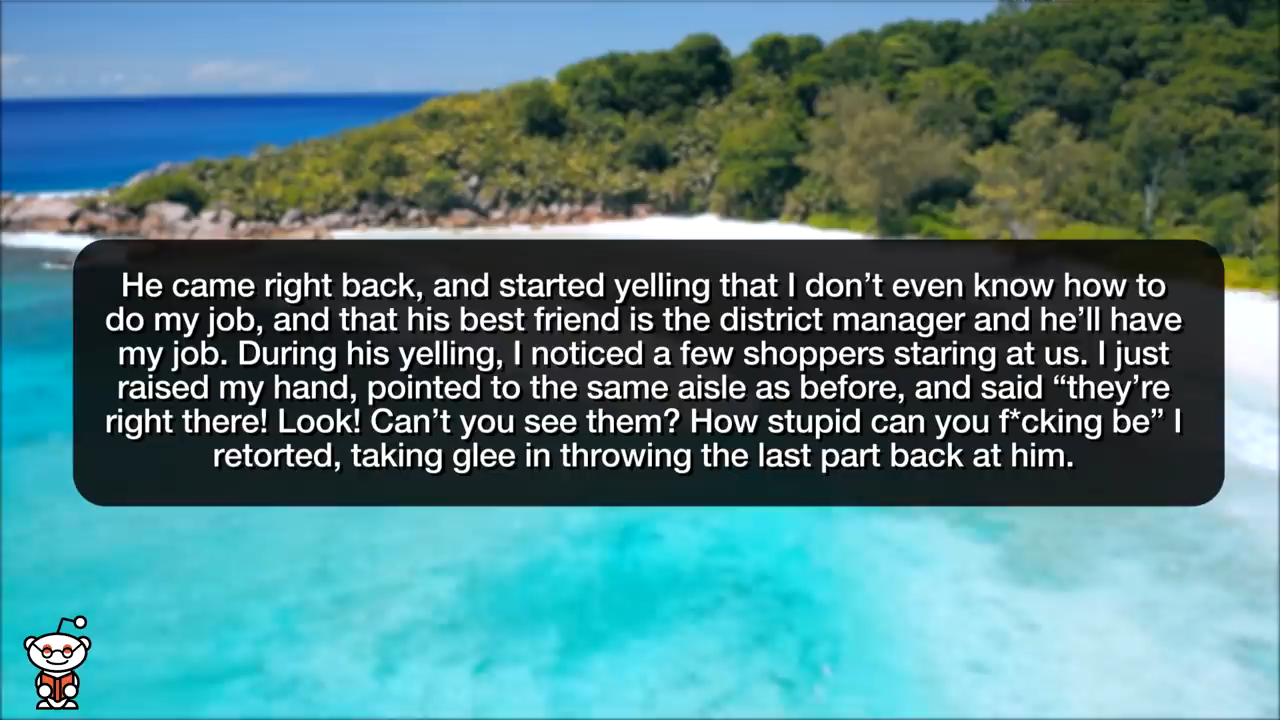 He came right back, and started yelling that I don’t even know how to
do my job, and that his best friend is the district manager and he’ll have
my job. During his yelling, I noticed a few shoppers staring at us. I just
raised my hand, pointed to the same aisle as before, and said “they’re
right there! Look! Can’t you see them? How stupid can you f*cking be” I
retorted, taking glee in throwing the last part back at him.